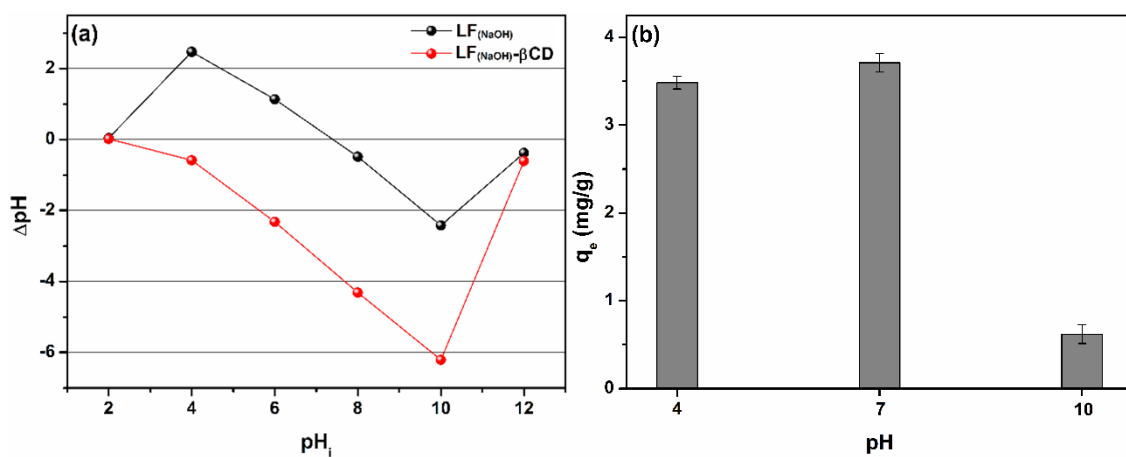 (a)
LF(NaOH)
LF(NaOH)-βCD
2
0
-2
-4
-6
ΔpH
2 4 6 8 10 12
pHi
(b)
4
3
2
1
0
qe (mg/g)
4 7 10
pH